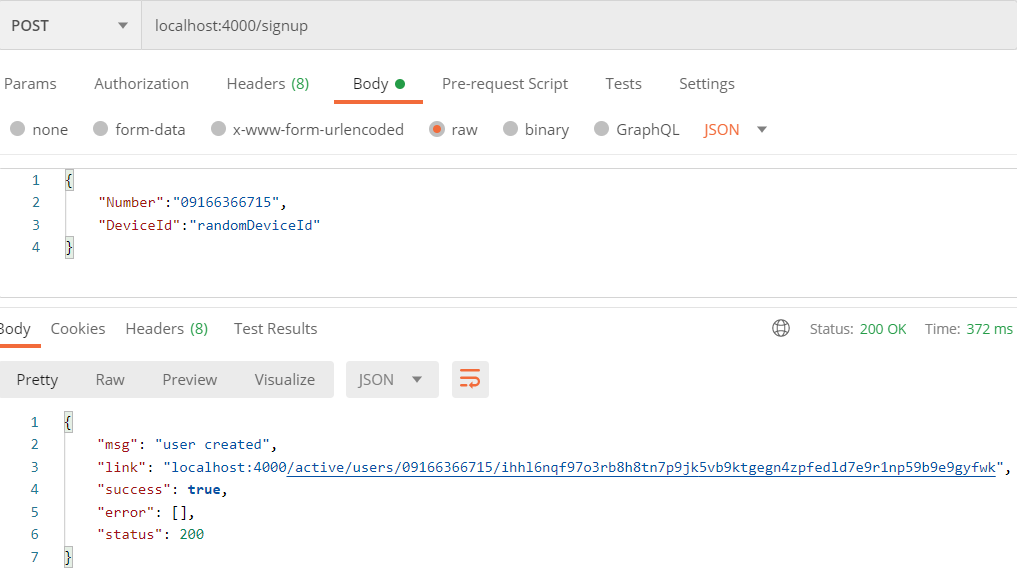 POST localhost:4000/signup
Params Authorization Headers (8) Body Pre-request Script Tests Settings
none form-data x-www-form-urlencoded raw binary GraphQL JSON
1 {
2 "Number":"09166366715",
3 "DeviceId":"randomDeviceId"
4 }
Body Cookies Headers (8) Test Results Status: 200 OK Time: 372 ms
Pretty Raw Preview Visualize JSON
1 {
2 "msg": "user created",
3 "link": "localhost:4000/active/users/09166366715/ihhl6nqf97o3rb8h8tn7p9jk5vb9ktgegn4zpfedld7e9r1np59b9e9gyfwk",
4 "success": true,
5 "error": [],
6 "status": 200
7 }